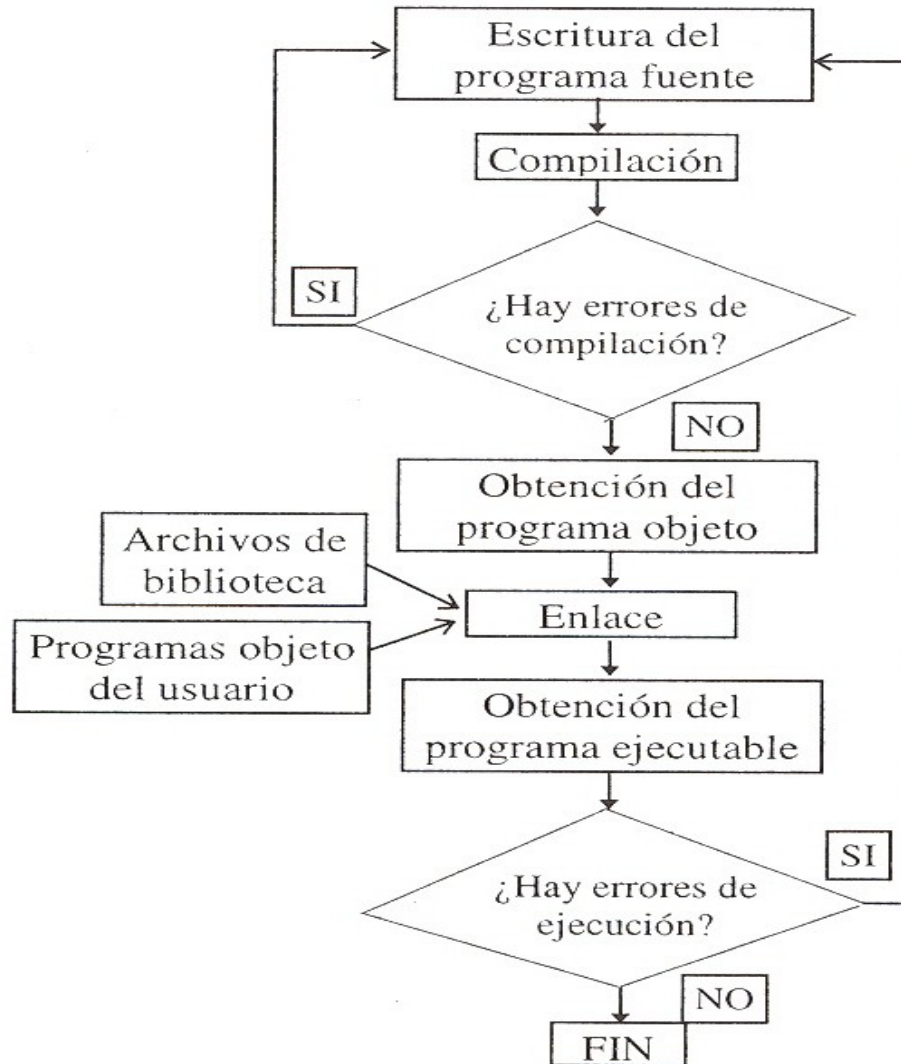 Escritura del
programa fuente
Compilación
SI
¿Hay errores de
compilación?
NO
Obtención del
programa objeto
Archivos de
biblioteca
Enlace
Programas objeto
del usuario
Obtención del
programa ejecutable
SI
¿Hay errores de
ejecución?
NO
FIN